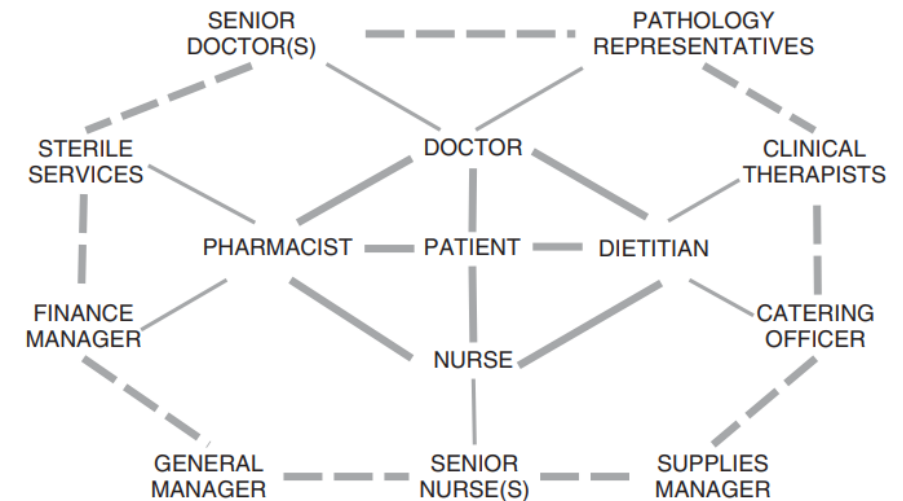 SENIOR
DOCTOR(S)
PATHOLOGY
REPRESENTATIVES
STERILE
SERVICES
DOCTOR
CLINICAL
THERAPISTS
PHARMACIST
PATIENT
DIETITIAN
FINANCE
MANAGER
CATERING
OFFICER
NURSE
GENERAL
MANAGER
SENIOR
NURSE(S)
SUPPLIES
MANAGER